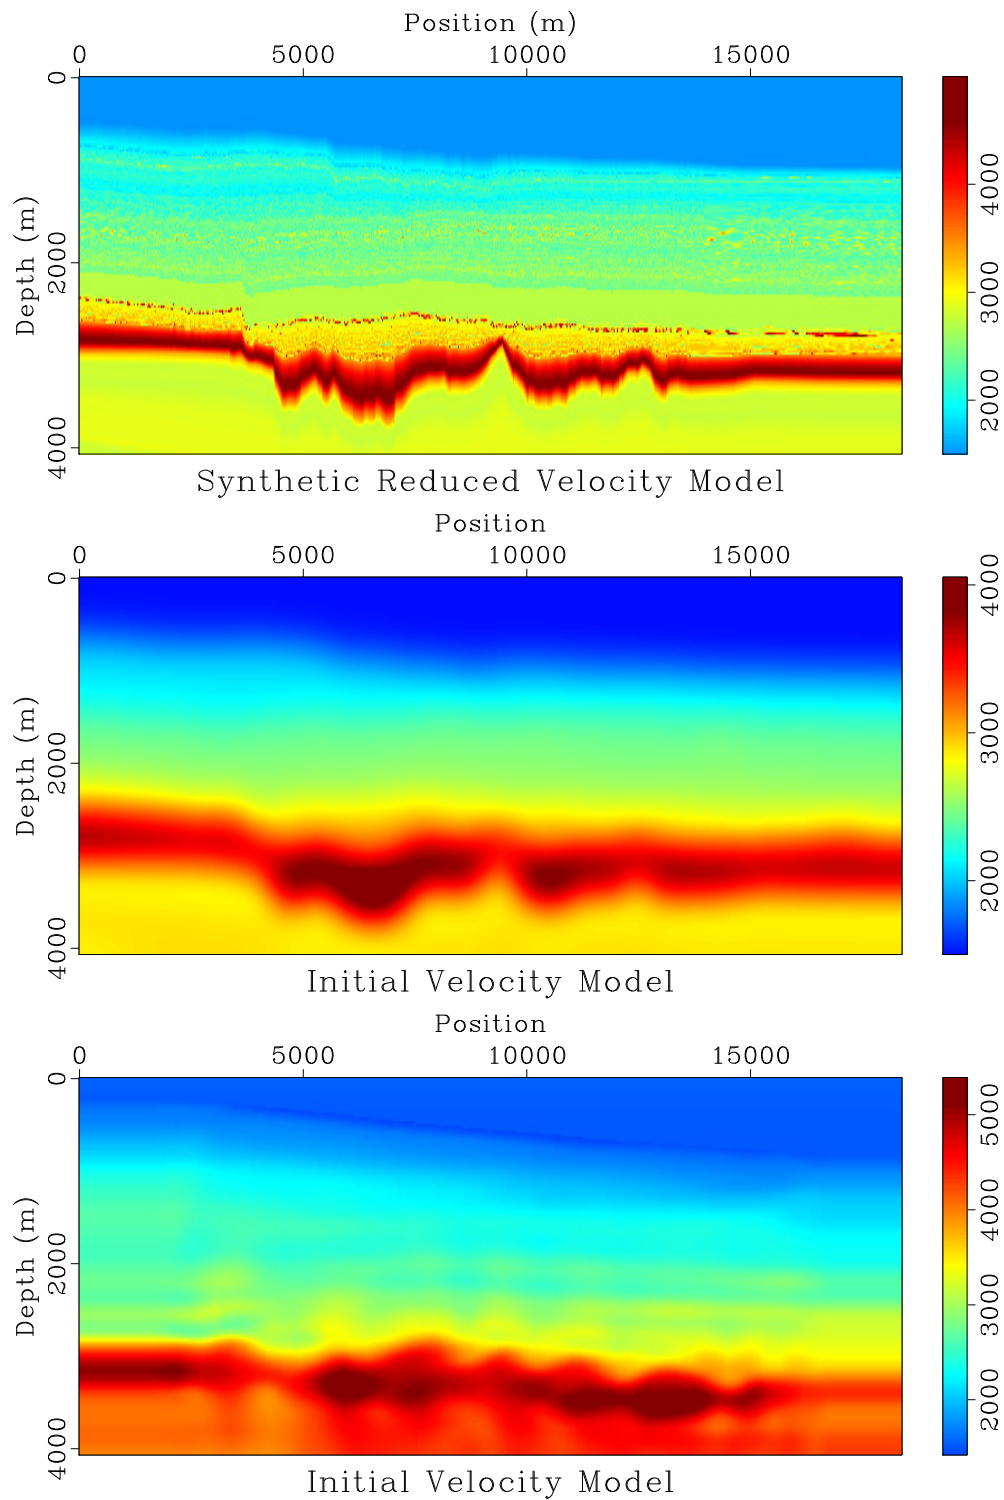 Position (m)
0 5000 10000 15000
Depth (m)
0 2000 4000
2000 3000 4000
Synthetic Reduced Velocity Model
Position
0 5000 10000 15000
Depth (m)
0 2000 4000
2000 3000 4000
Initial Velocity Model
Position
0 5000 10000 15000
Depth (m)
0 2000 4000
2000 3000 4000 5000
Initial Velocity Model